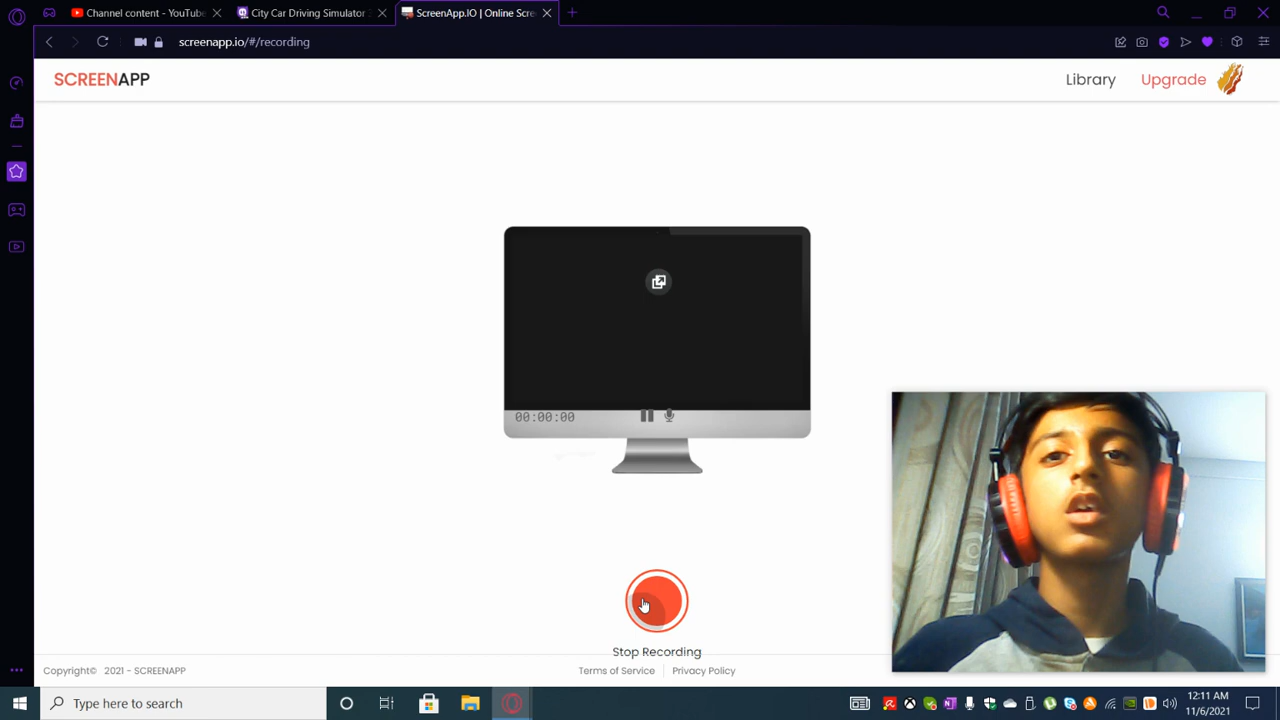 Channel content - YouTube
City Car Driving Simulator 2
ScreenApp.IO | Online Scre
screenapp.io/#/recording
SCREENAPP
Library
Upgrade
00:00:00
Stop Recording
Copyright© 2021 - SCREENAPP
Terms of Service
Privacy Policy
Type here to search
12:11 AM
11/6/2021